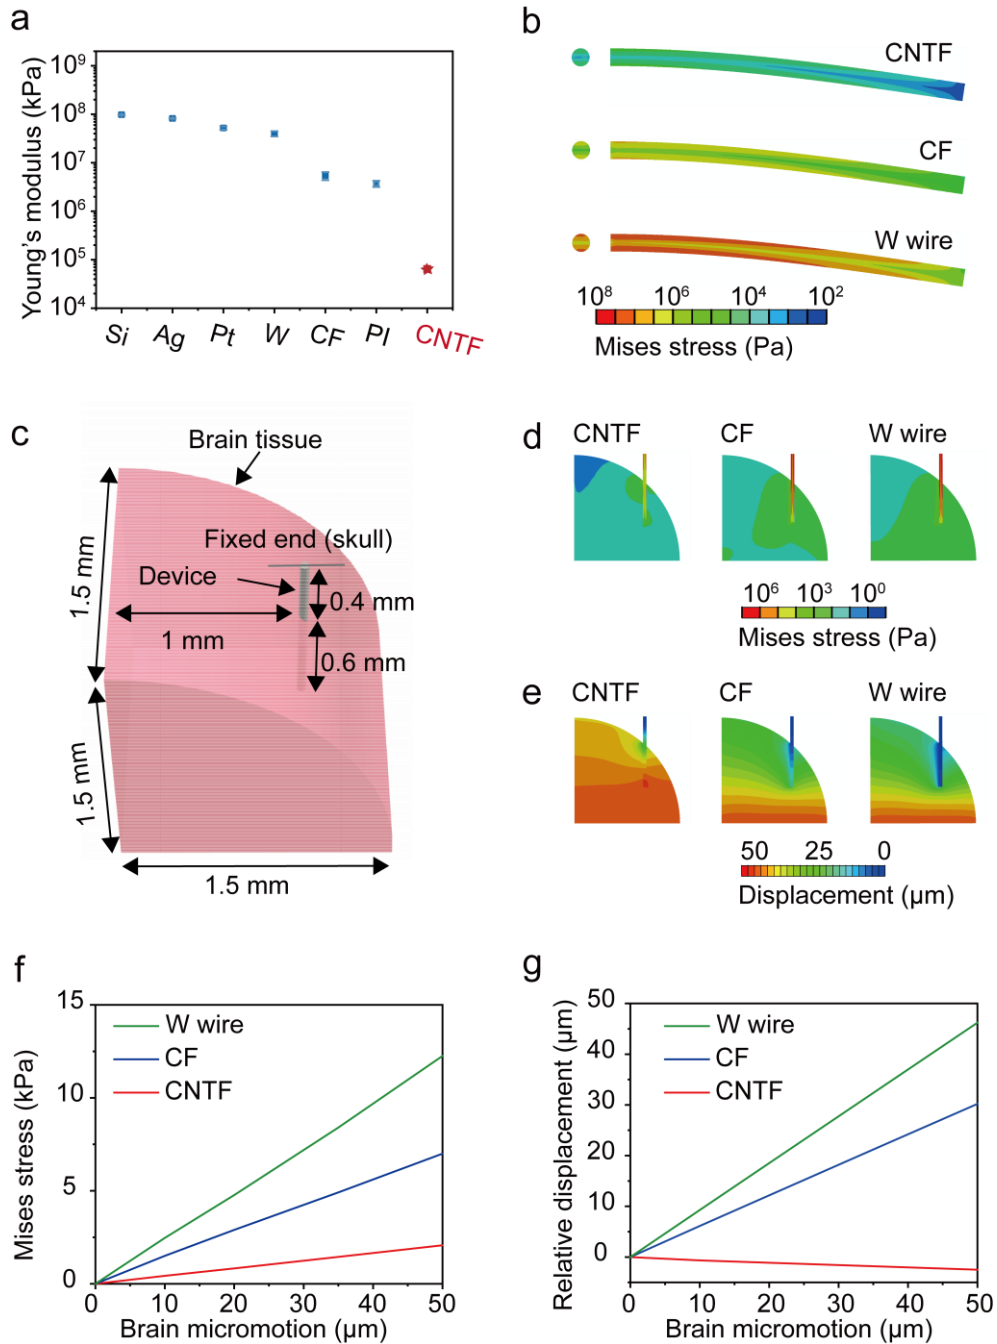 a
Young's modulus (kPa)
10⁹
10⁸
10⁷
10⁶
10⁵
10⁴
Si Ag Pt W CF PI CNTF
b
CNTF
CF
W wire
10⁸ 10⁶ 10⁴ 10²
Mises stress (Pa)
c
Brain tissue
Fixed end (skull)
Device
0.4 mm
1 mm
0.6 mm
1.5 mm
1.5 mm
1.5 mm
d
CNTF CF W wire
10⁶ 10³ 10⁰
Mises stress (Pa)
e
CNTF CF W wire
50 25 0
Displacement (µm)
f
Mises stress (kPa)
15
10
5
0
W wire
CF
CNTF
0 10 20 30 40 50
Brain micromotion (µm)
g
Relative displacement (µm)
50
40
30
20
10
0
W wire
CF
CNTF
0 10 20 30 40 50
Brain micromotion (µm)